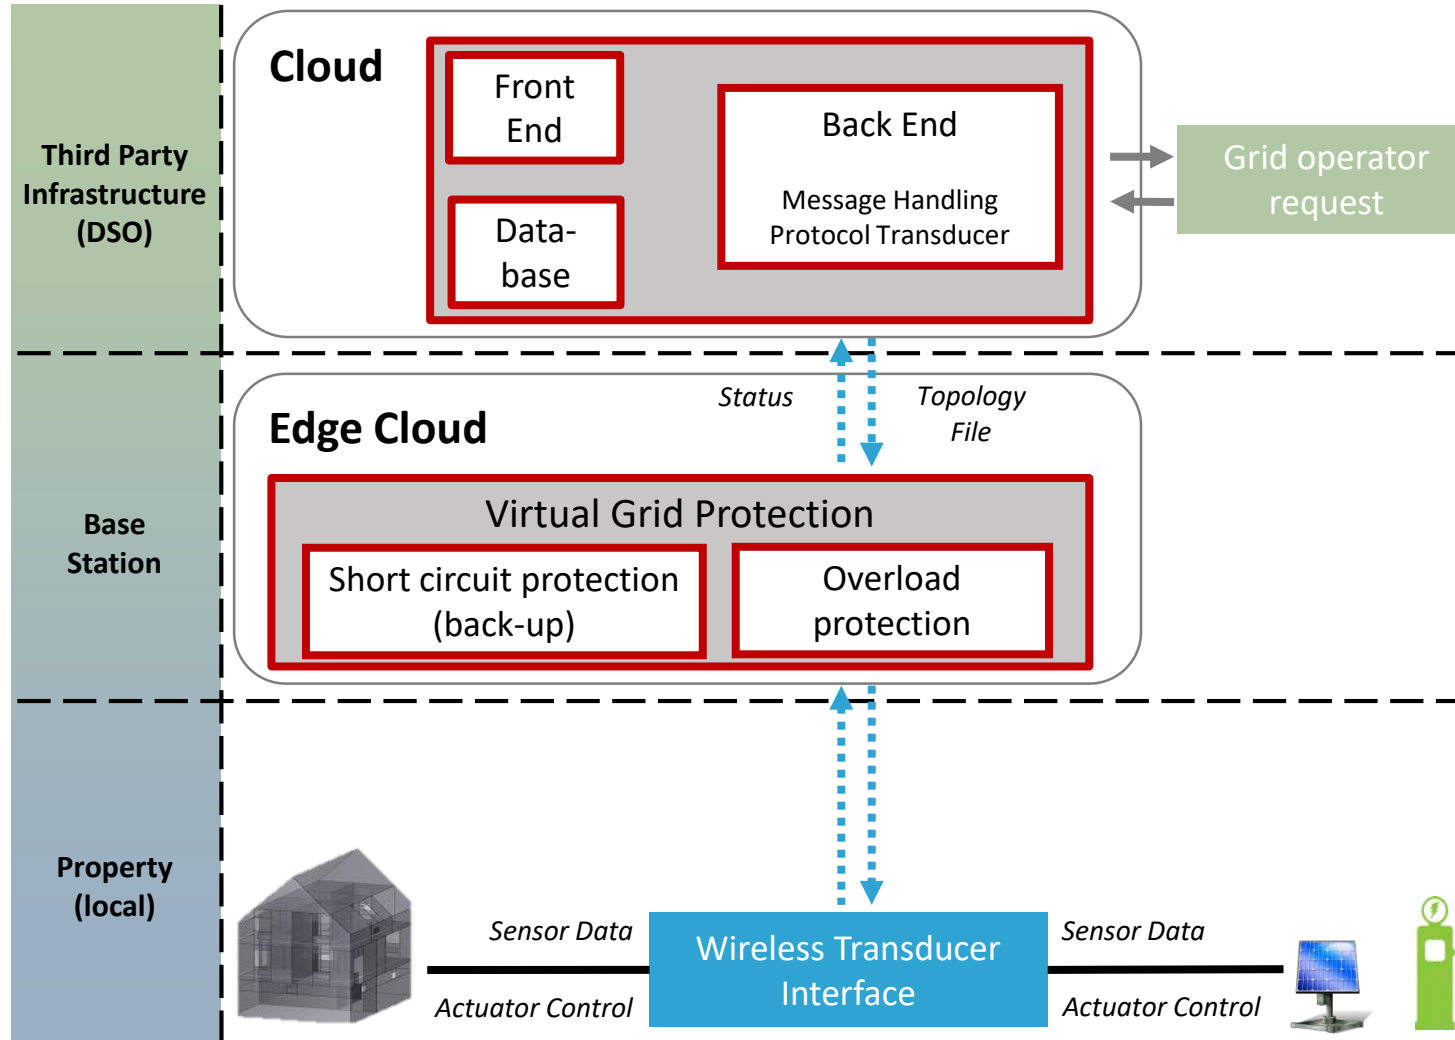 Third Party
Infrastructure
(DSO)
Cloud
Front
End
Data-
base
Back End
Message Handling
Protocol Transducer
Grid operator
request
Status
Topology
File
Base
Station
Edge Cloud
Virtual Grid Protection
Short circuit protection
(back-up)
Overload
protection
Property
(local)
Sensor Data
Actuator Control
Wireless Transducer
Interface
Sensor Data
Actuator Control